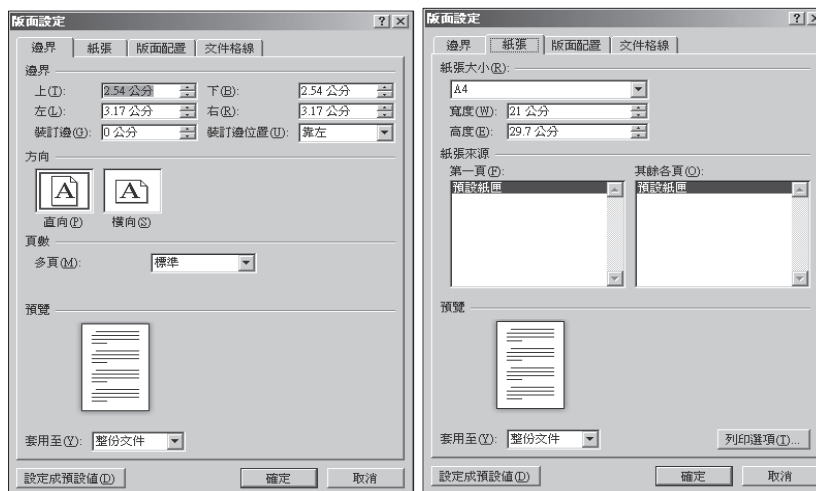 版面設定
邊界 紙張 版面配置 文件格線
邊界
上(T): 2.54 公分 下(B): 2.54 公分
左(L): 3.17 公分 右(R): 3.17 公分
裝訂邊(G): 0 公分 裝訂邊位置(U): 靠左
方向
A A
直向(P) 橫向(S)
頁數
多頁(M): 標準
預覽
套用至(Y): 整份文件
設定成預設值(D) 確定 取消
版面設定
邊界 紙張 版面配置 文件格線
紙張大小(R):
A4
寬度(W): 21 公分
高度(E): 29.7 公分
紙張來源
第一頁(F): 其餘各頁(O):
預設紙匣 預設紙匣
預覽
套用至(Y): 整份文件 列印選項(T)...
設定成預設值(D) 確定 取消